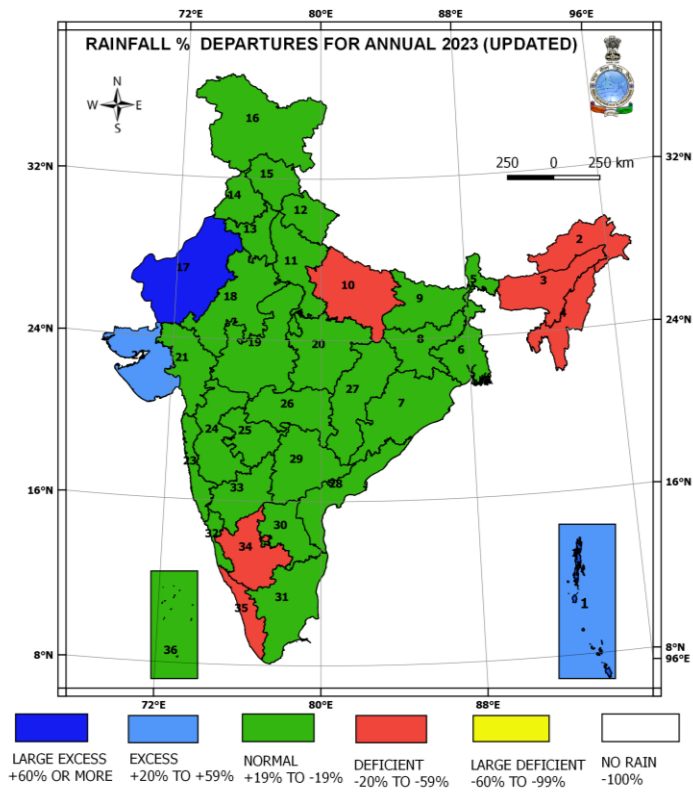 72°E 80°E 88°E 96°E
RAINFALL % DEPARTURES FOR ANNUAL 2023 (UPDATED)
N
W E
S
16
32°N
32°N
250 0 250 km
15
14
12
13
2
11
17
10
3
5
18
9
4
24°N
24°N
17
8
19
20
6
22
21
27
7
26
24
25
23
29
28
16°N
16°N
33
30
32
34
31
1
35
36
8°N
8°N
96°E
72°E 80°E 88°E
LARGE EXCESS
+60% OR MORE
EXCESS
+20% TO +59%
NORMAL
+19% TO -19%
DEFICIENT
-20% TO -59%
LARGE DEFICIENT
-60% TO -99%
NO RAIN
-100%